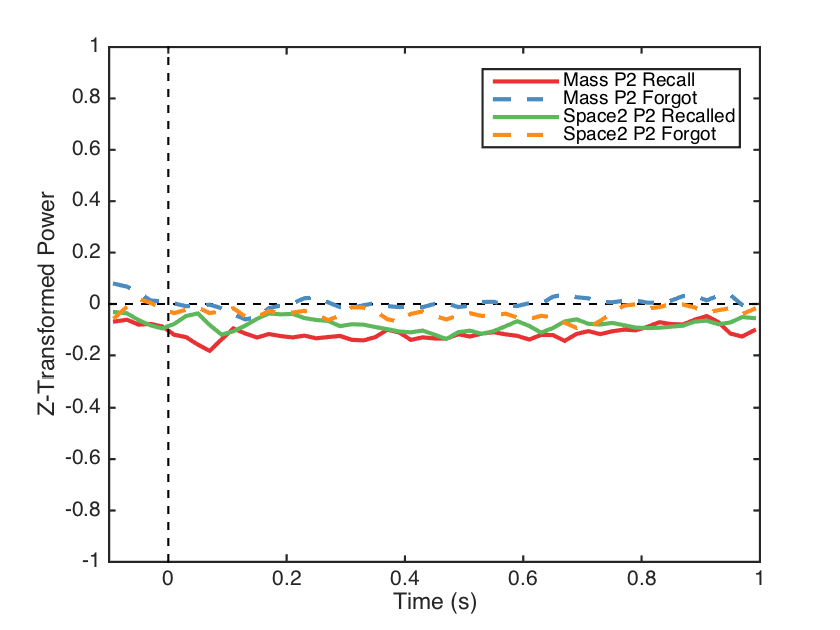 1
0.8
0.6
0.4
0.2
0
-0.2
-0.4
-0.6
-0.8
-1
Z-Transformed Power
Mass P2 Recall
Mass P2 Forgot
Space2 P2 Recalled
Space2 P2 Forgot
0 0.2 0.4 0.6 0.8 1
Time (s)